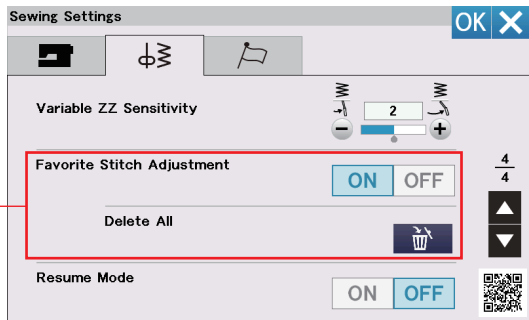 Sewing Settings
OK
Variable ZZ Sensitivity
2
Favorite Stitch Adjustment
ON OFF
4
4
Delete All
Resume Mode
ON OFF